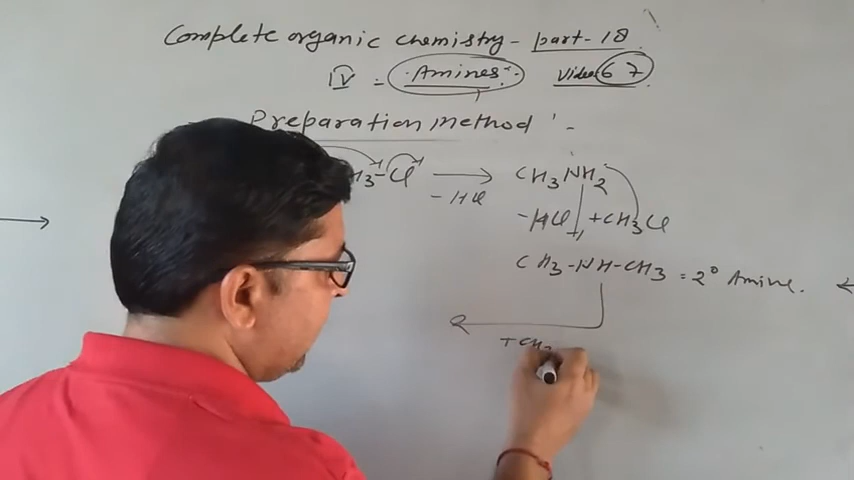 Complete organic chemistry - part-18
IV = Amines. Video 67
Preparation method :-
H3-Cl → CH3NH2
-HCl
-HCl +CH3Cl
CH3-NH-CH3 = 2° Amine.
+CH3